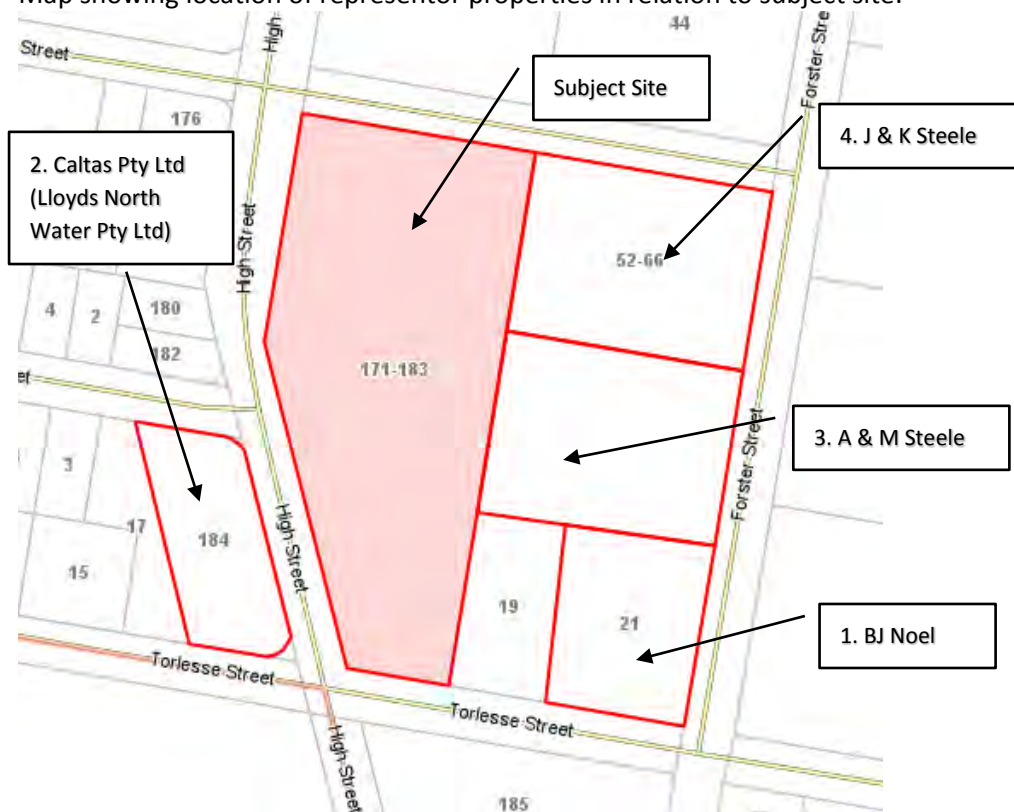 Map showing location of representor properties in relation to subject site.
44
High
Forster Stre
Street
Subject Site
176
4. J & K Steele
2. Caltas Pty Ltd
(Lloyds North
Water Pty Ltd)
High Street
52-66
4
2
180
182
171-183
et
Forster Street
3. A & M Steele
3
17
184
High Street
15
19
21
1. BJ Noel
Torlesse Street
Torlesse Street
High Street
185